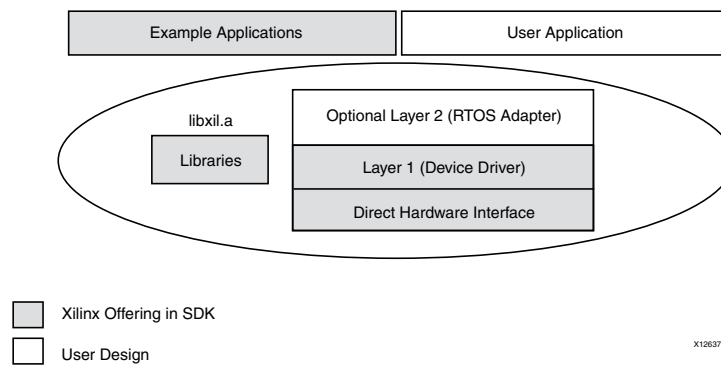 Example Applications
User Application
libxil.a
Libraries
Optional Layer 2 (RTOS Adapter)
Layer 1 (Device Driver)
Direct Hardware Interface
Xilinx Offering in SDK
User Design
X12637